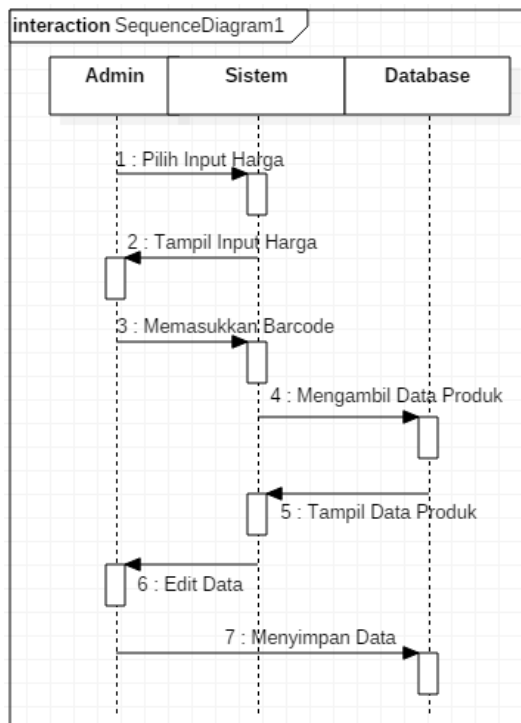 interaction SequenceDiagram1
Admin
Sistem
Database
1 : Pilih Input Harga
2 : Tampil Input Harga
3 : Memasukkan Barcode
4 : Mengambil Data Produk
5 : Tampil Data Produk
6 : Edit Data
7 : Menyimpan Data